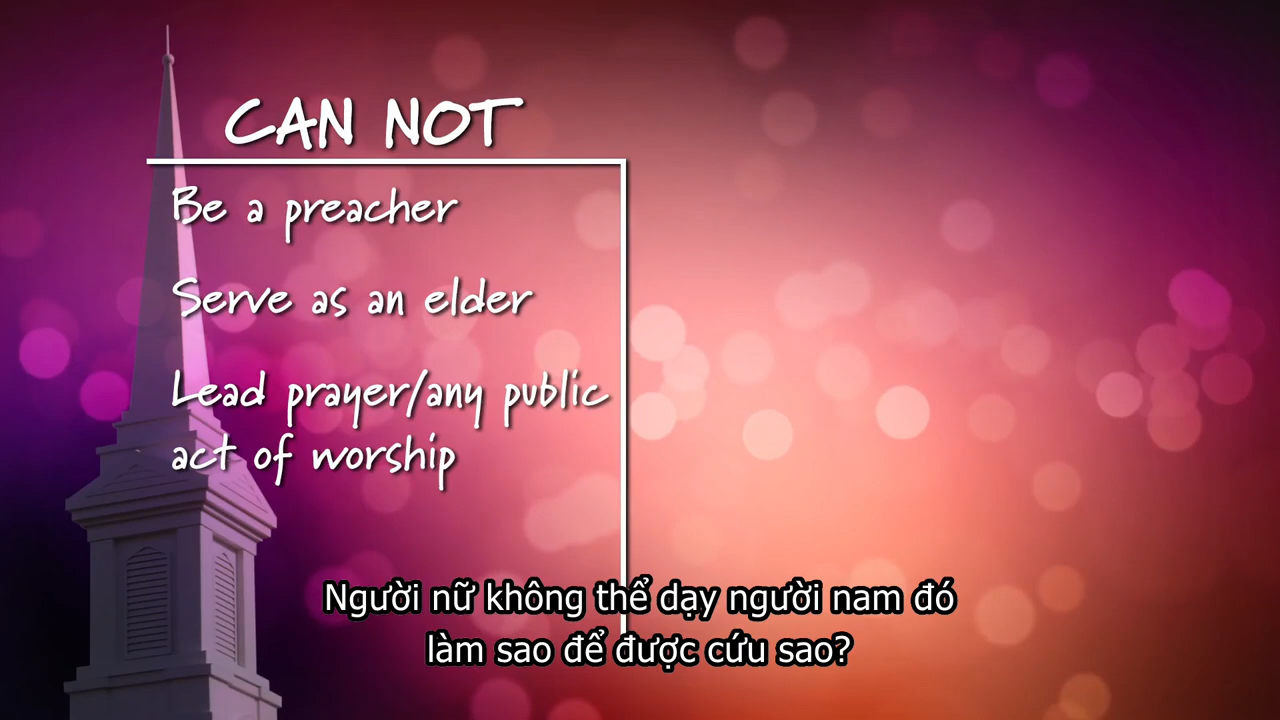 CAN NOT
Be a preacher
Serve as an elder
Lead prayer/any public
act of worship
Người nữ không thể dạy người nam đó
làm sao để được cứu sao?